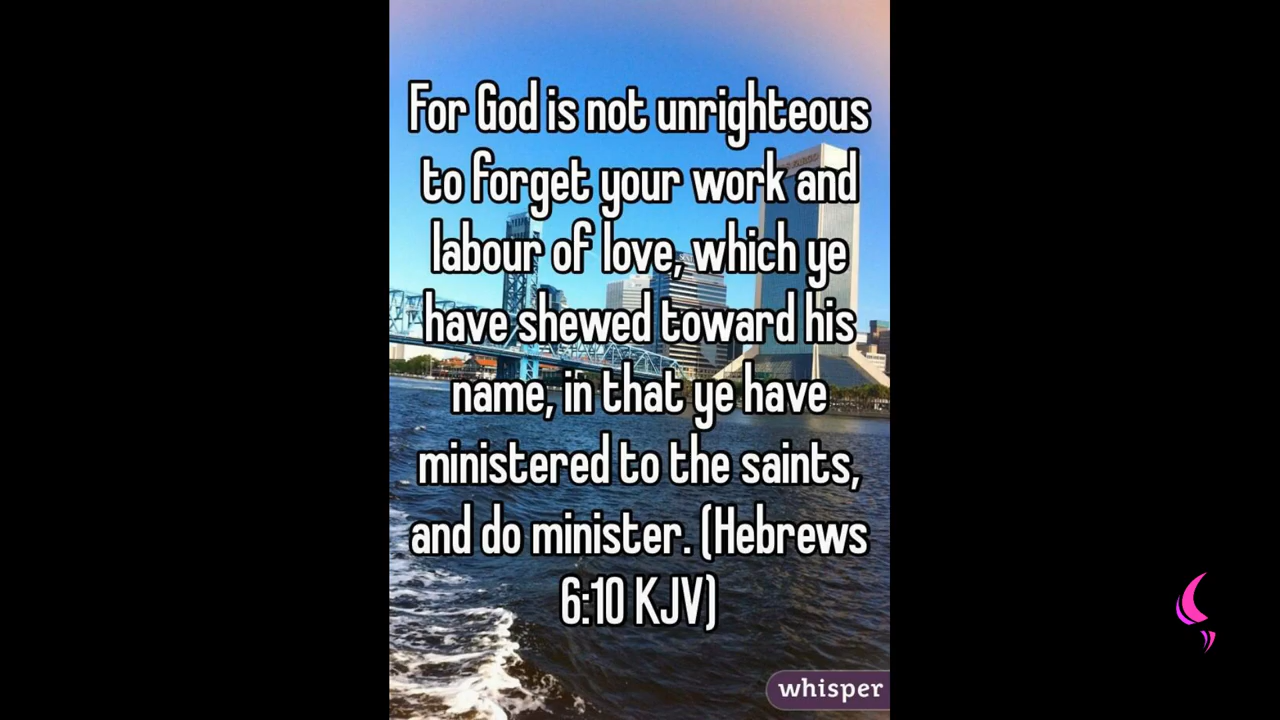 For God is not unrighteous
to forget your work and
labour of love, which ye
have shewed toward his
name, in that ye have
ministered to the saints,
and do minister. (Hebrews
6:10 KJV)
whisper